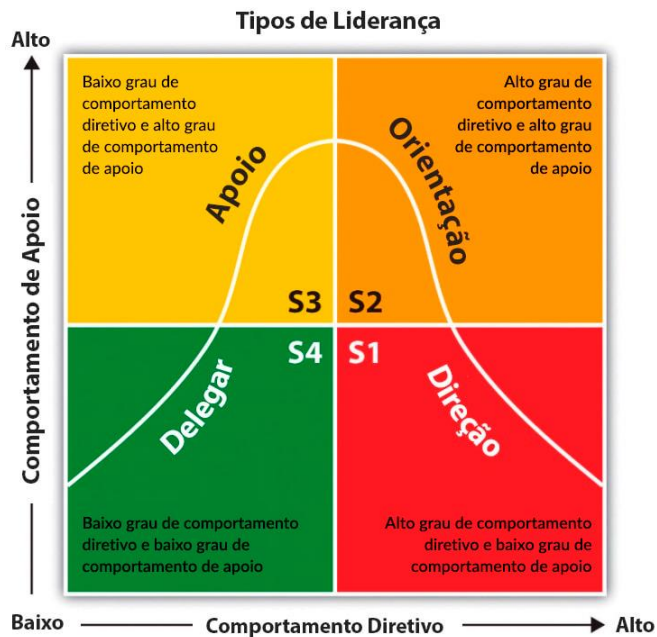 Tipos de Liderança
Alto
Baixo grau de
comportamento
diretivo e alto grau
de comportamento
de apoio
Alto grau de
comportamento
diretivo e alto grau
de comportamento
de apoio
Apoio
Orientação
Comportamento de Apoio
S3
S2
S4
S1
Delegar
Direção
Baixo grau de comportamento
diretivo e baixo grau de
comportamento de apoio
Alto grau de comportamento
diretivo e baixo grau de
comportamento de apoio
Baixo
Comportamento Diretivo
Alto